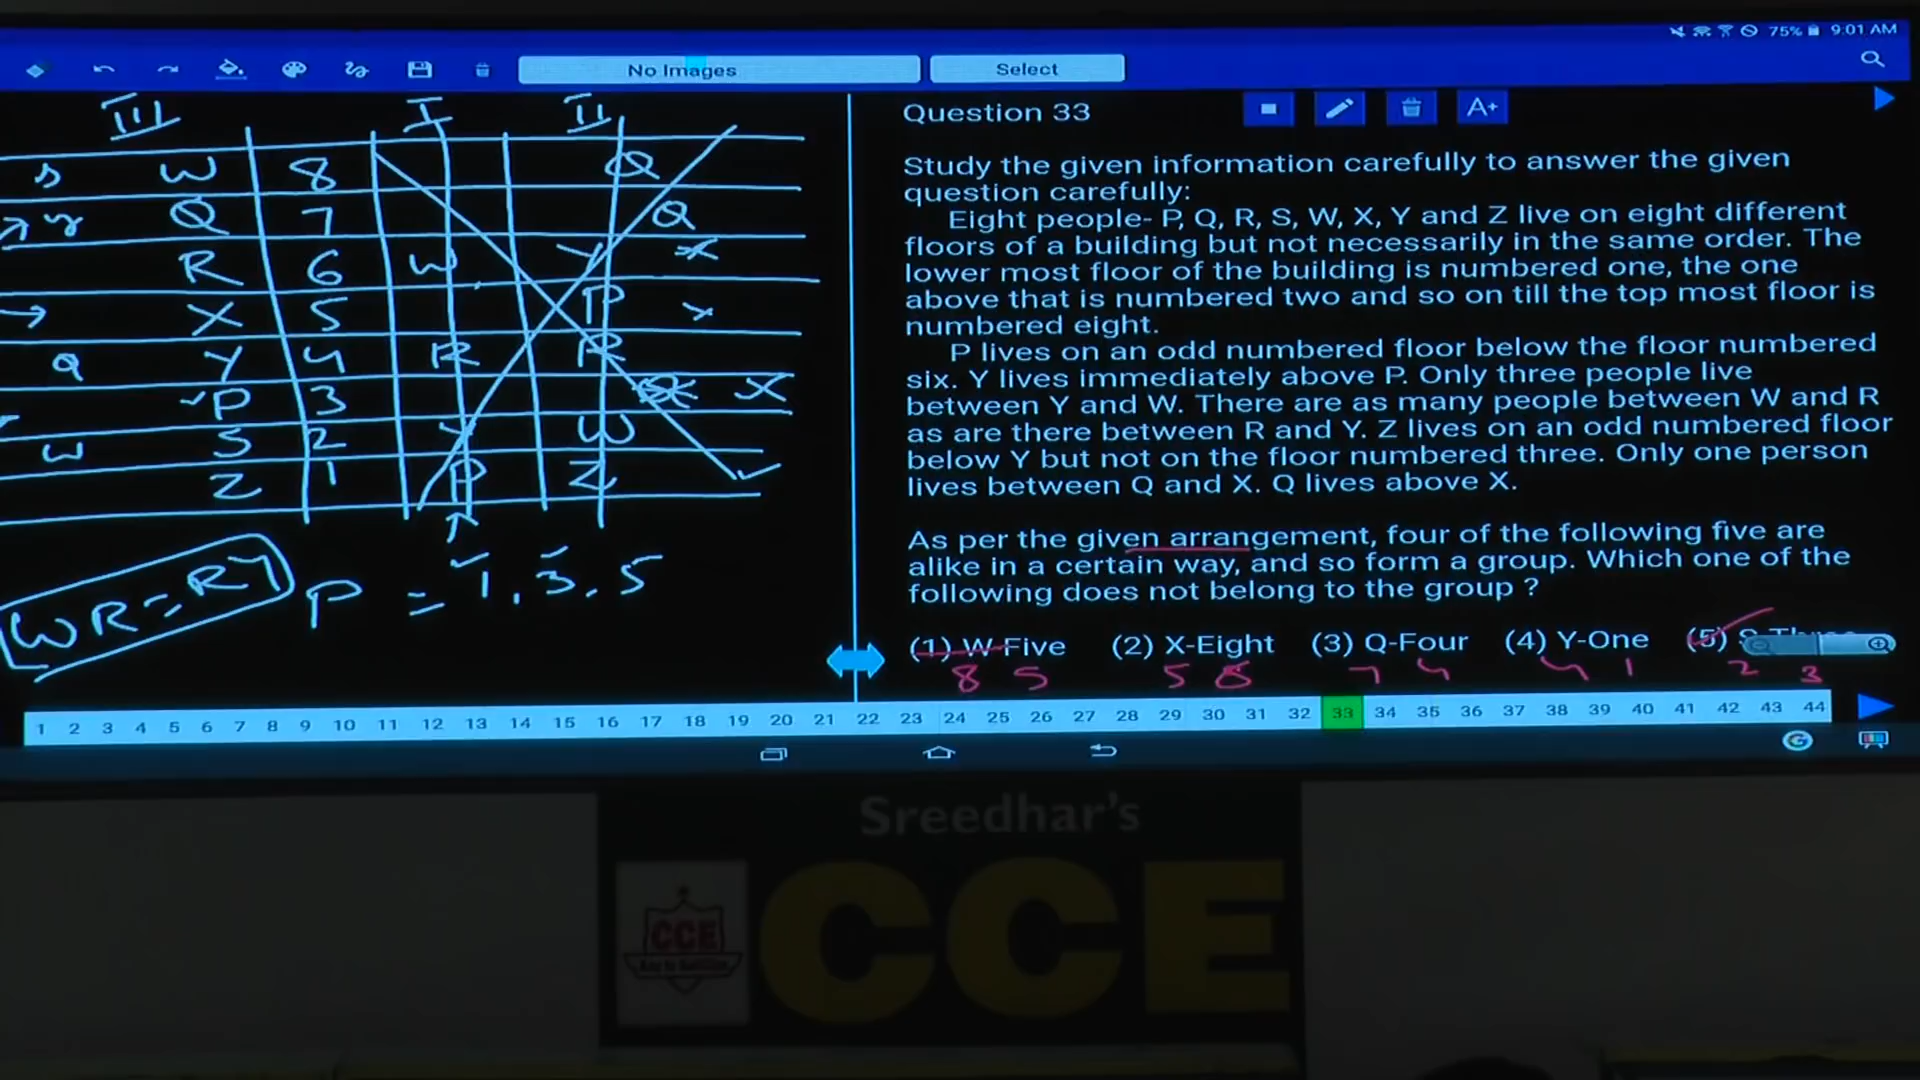 75% 9:01 AM
No Images Select
Question 33 A+
Study the given information carefully to answer the given
question carefully:
Eight people- P, Q, R, S, W, X, Y and Z live on eight different
floors of a building but not necessarily in the same order. The
lower most floor of the building is numbered one, the one
above that is numbered two and so on till the top most floor is
numbered eight.
P lives on an odd numbered floor below the floor numbered
six. Y lives immediately above P. Only three people live
between Y and W. There are as many people between W and R
as are there between R and Y. Z lives on an odd numbered floor
below Y but not on the floor numbered three. Only one person
lives between Q and X. Q lives above X.
As per the given arrangement, four of the following five are
alike in a certain way, and so form a group. Which one of the
following does not belong to the group ?
(1) W-Five (2) X-Eight (3) Q-Four (4) Y-One (5)
8 5 5 8 7 4 4 1 2 3
III I II
s W 8 Q
Q 7 Q
R 6 W Y
X 5 P
Q Y 4 R R
P 3
W S 2 Y W
Z 1 P Z
WR=RY P = 1, 3, 5
1 2 3 4 5 6 7 8 9 10 11 12 13 14 15 16 17 18 19 20 21 22 23 24 25 26 27 28 29 30 31 32 33 34 35 36 37 38 39 40 41 42 43 44
Sreedhar's
CCE
CCE